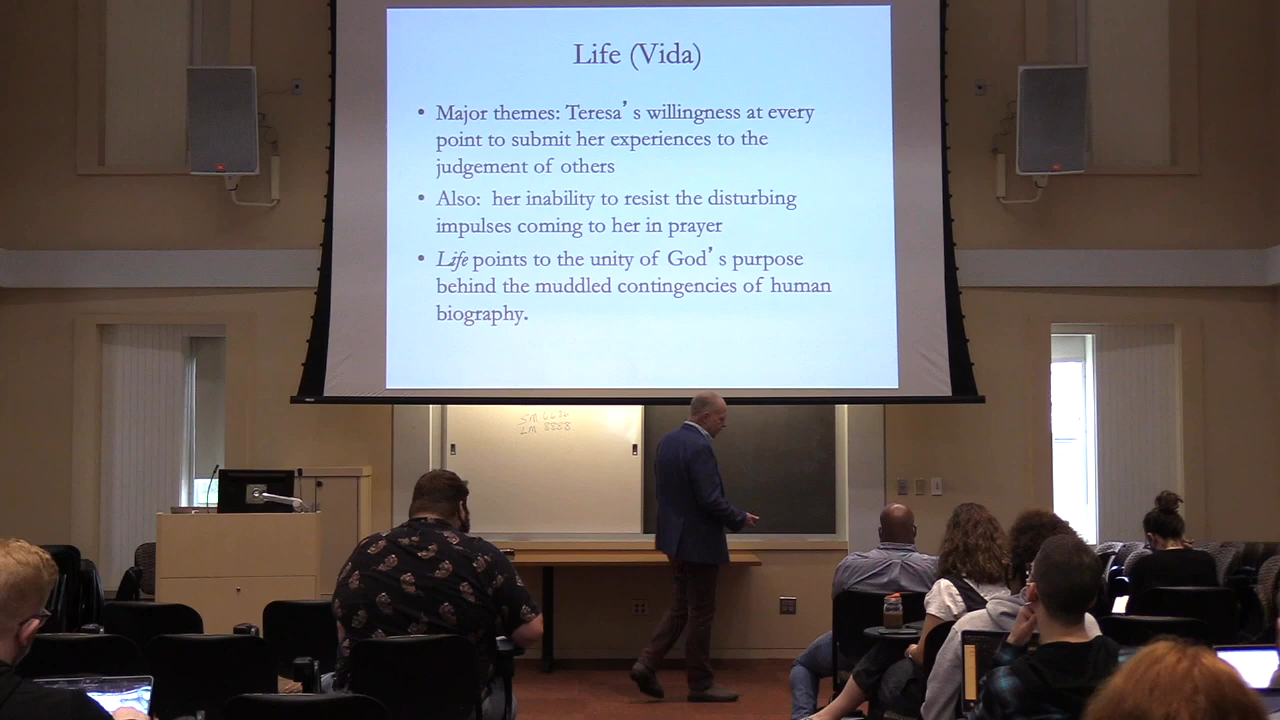 Life (Vida)
• Major themes: Teresa’s willingness at every
point to submit her experiences to the
judgement of others
• Also: her inability to resist the disturbing
impulses coming to her in prayer
• Life points to the unity of God’s purpose
behind the muddled contingencies of human
biography.
8888